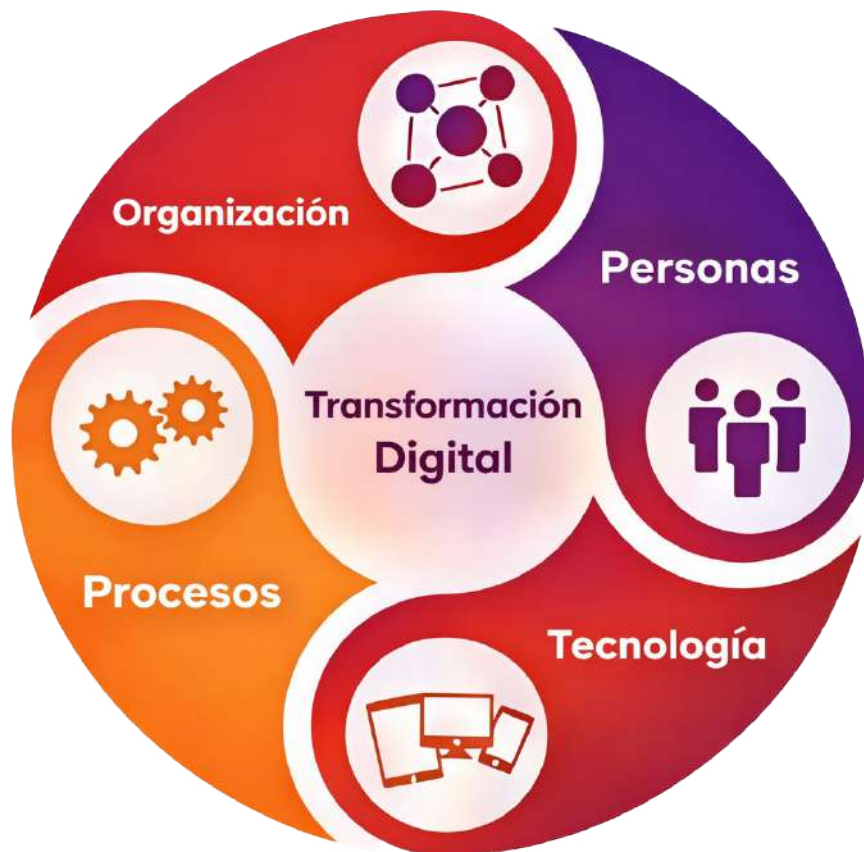 Organización
Personas
Transformación
Digital
Procesos
Tecnología